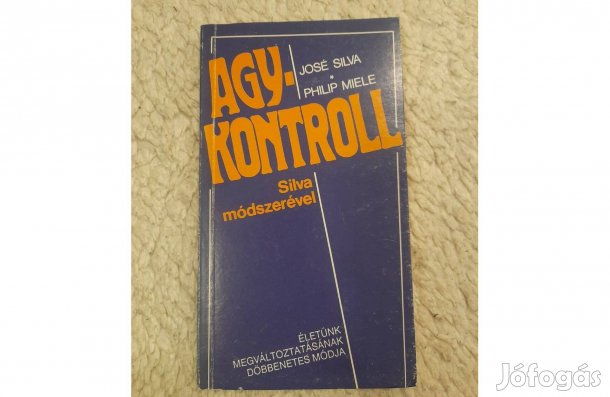 AGY-
KONTROLL
JOSÉ SILVA
*
PHILIP MIELE
Silva
módszerével
ÉLETÜNK
MEGVÁLTOZTATÁSÁNAK
DÖBBENETES MÓDJA
Jófogás